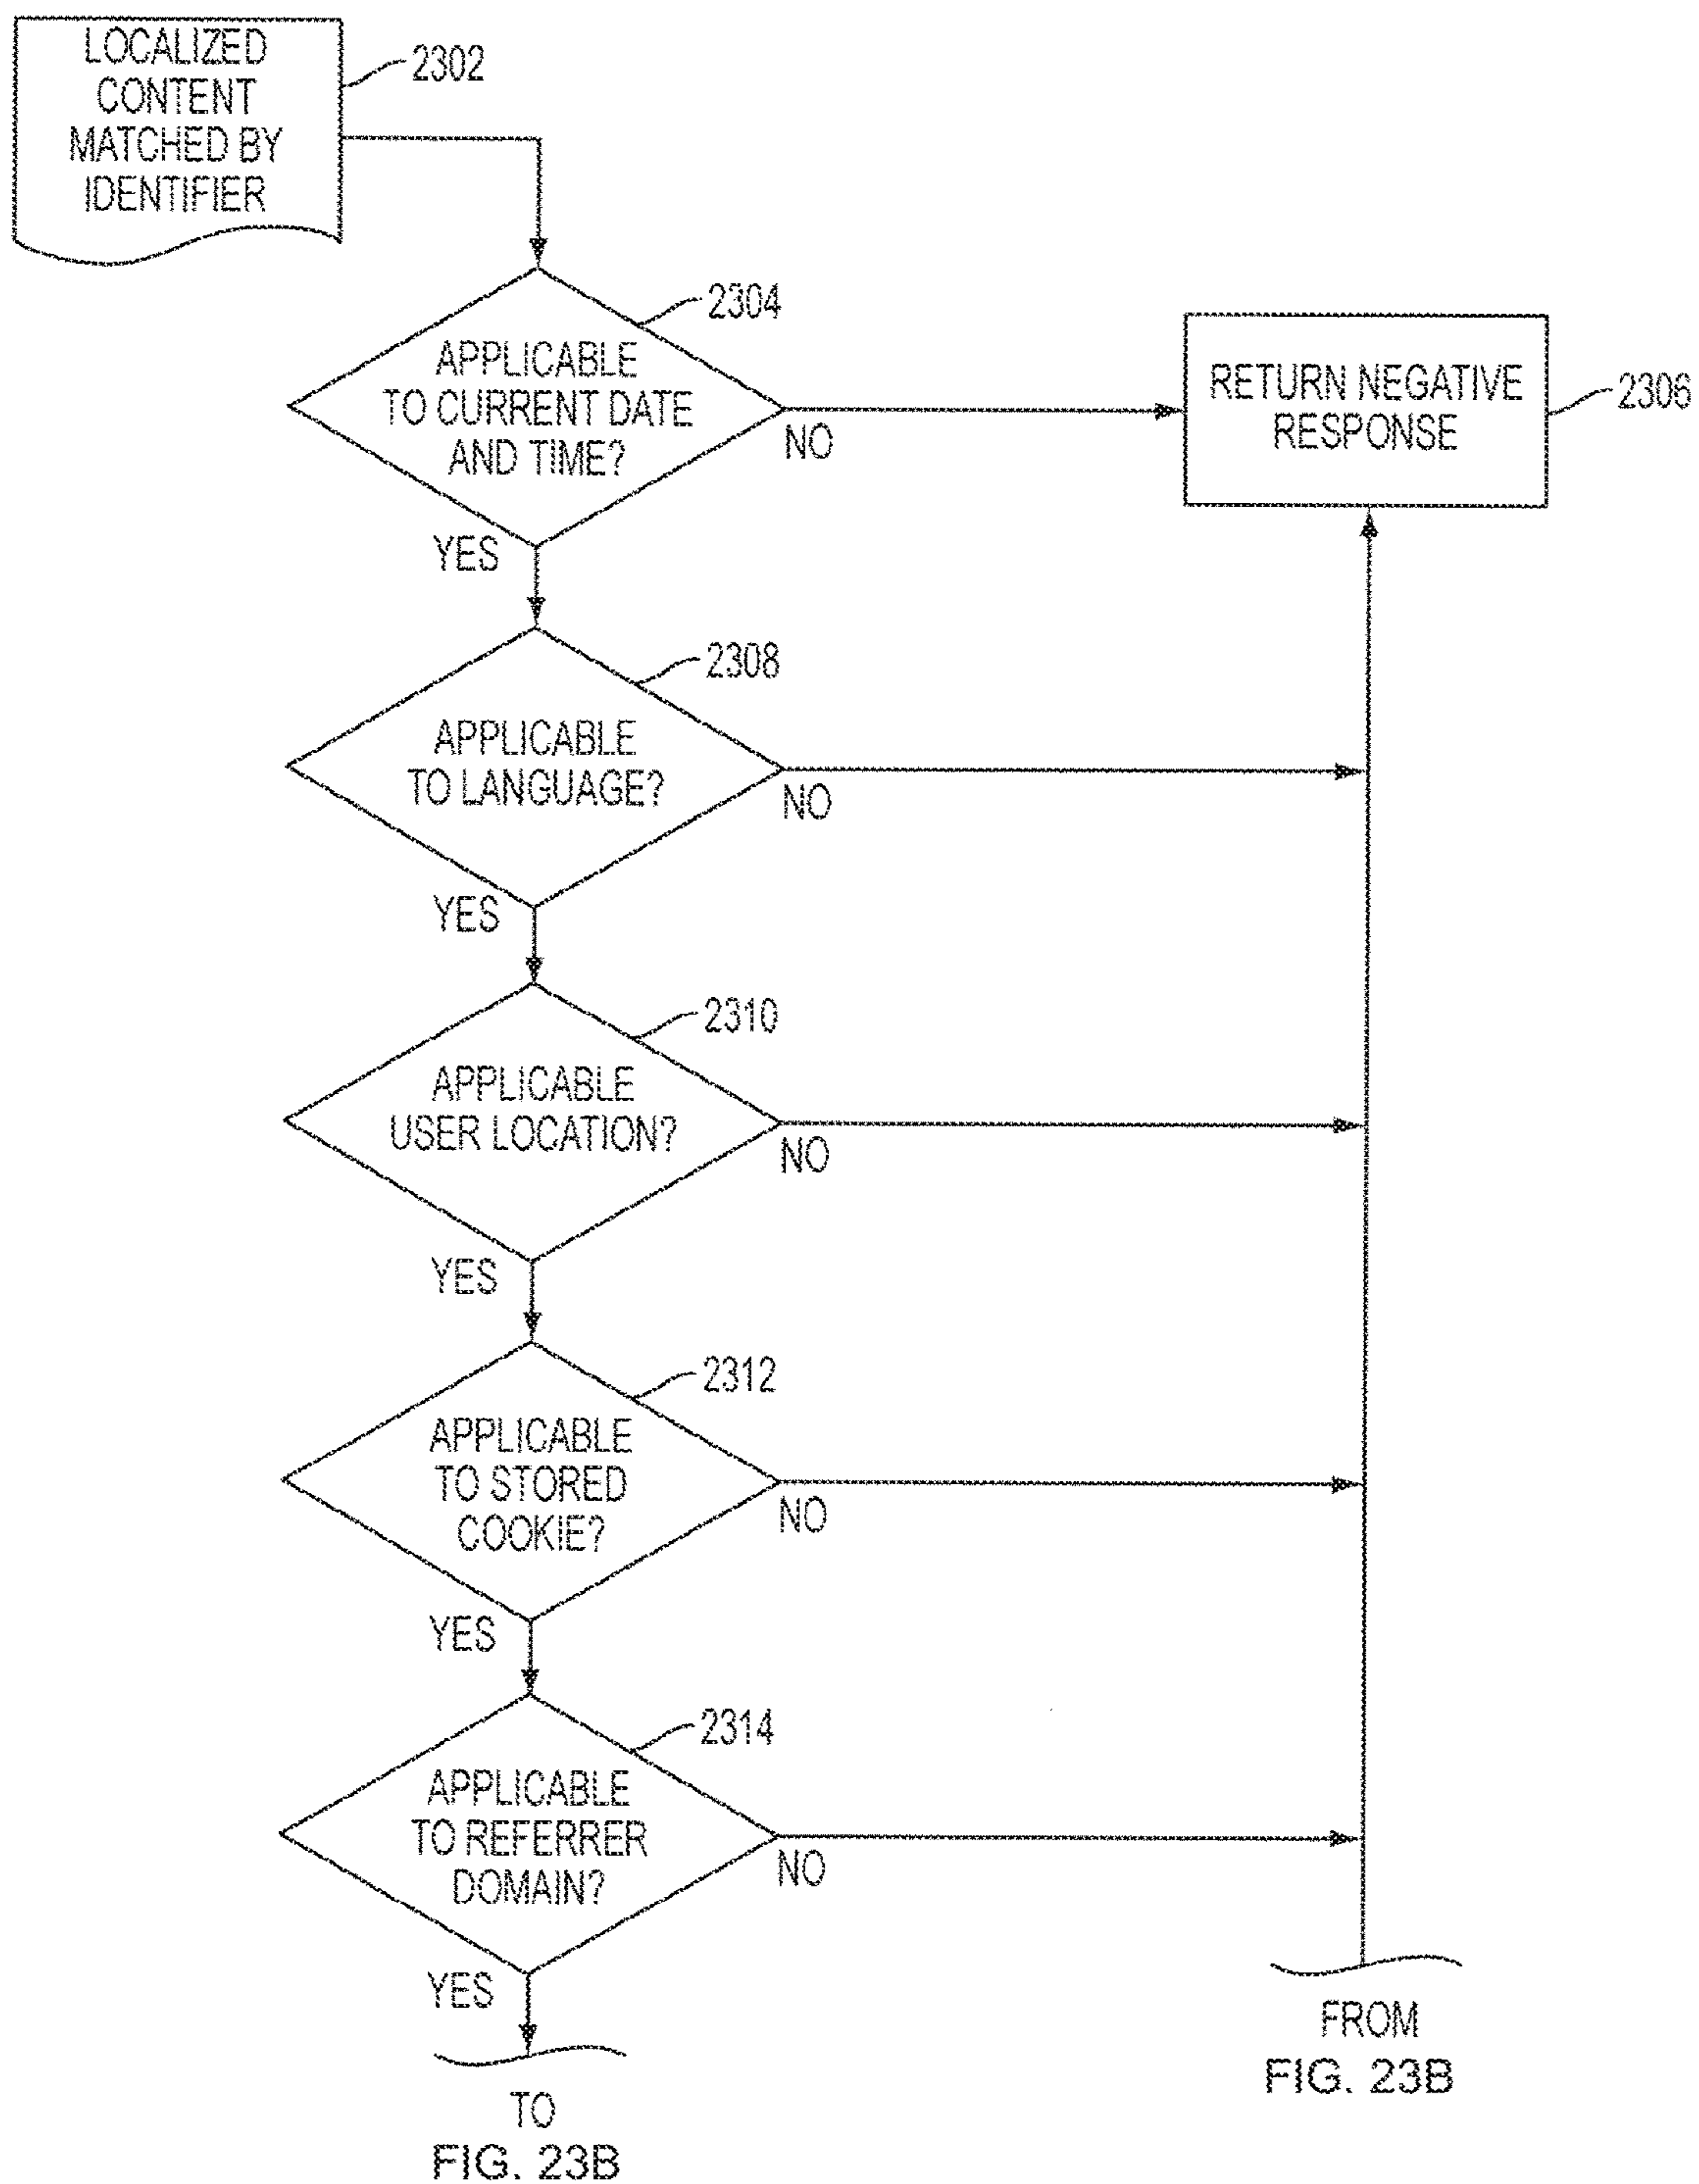 LOCALIZED
CONTENT
MATCHED BY
IDENTIFIER
2302
2304
APPLICABLE
TO CURRENT DATE
AND TIME?
NO
YES
RETURN NEGATIVE
RESPONSE
2306
2308
APPLICABLE
TO LANGUAGE?
NO
YES
2310
APPLICABLE
USER LOCATION?
NO
YES
2312
APPLICABLE
TO STORED
COOKIE?
NO
YES
2314
APPLICABLE
TO REFERRER
DOMAIN?
NO
YES
TO
FIG. 23B
FROM
FIG. 23B